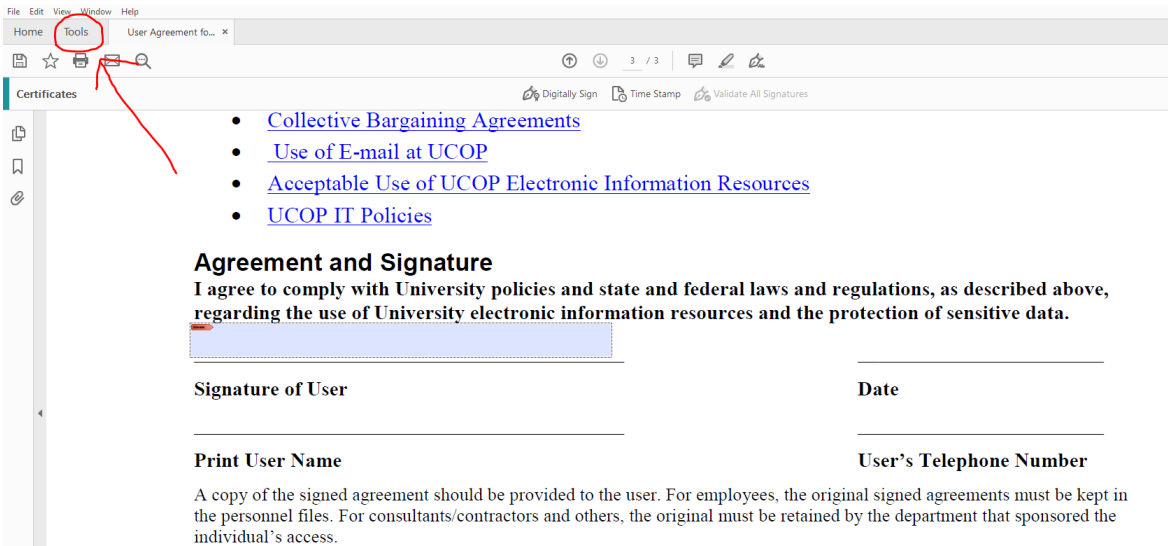 File Edit View Window Help
Home Tools User Agreement fo... ×
3 / 3
Certificates Digitally Sign Time Stamp Validate All Signatures
• Collective Bargaining Agreements
• Use of E-mail at UCOP
• Acceptable Use of UCOP Electronic Information Resources
• UCOP IT Policies
Agreement and Signature
I agree to comply with University policies and state and federal laws and regulations, as described above,
regarding the use of University electronic information resources and the protection of sensitive data.
Signature of User Date
Print User Name User’s Telephone Number
A copy of the signed agreement should be provided to the user. For employees, the original signed agreements must be kept in
the personnel files. For consultants/contractors and others, the original must be retained by the department that sponsored the
individual’s access.